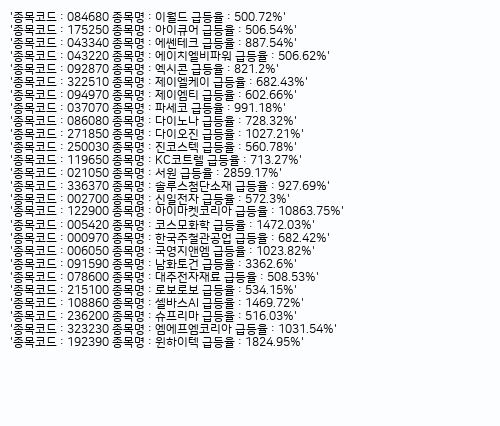 '종목코드 : 084680 종목명 : 이월드 급등율 : 500.72%'
'종목코드 : 175250 종목명 : 아이큐어 급등율 : 506.54%'
'종목코드 : 043340 종목명 : 에쎈테크 급등율 : 887.54%'
'종목코드 : 043220 종목명 : 에이치엘비파워 급등율 : 506.62%'
'종목코드 : 092870 종목명 : 엑시콘 급등율 : 821.2%'
'종목코드 : 322510 종목명 : 제이엘케이 급등율 : 682.43%'
'종목코드 : 094970 종목명 : 제이엠티 급등율 : 602.66%'
'종목코드 : 037070 종목명 : 파세코 급등율 : 991.18%'
'종목코드 : 086080 종목명 : 다이노나 급등율 : 728.32%'
'종목코드 : 271850 종목명 : 다이오진 급등율 : 1027.21%'
'종목코드 : 250030 종목명 : 진코스텍 급등율 : 560.78%'
'종목코드 : 119650 종목명 : KC코트렐 급등율 : 713.27%'
'종목코드 : 021050 종목명 : 서원 급등율 : 2859.17%'
'종목코드 : 336370 종목명 : 솔루스첨단소재 급등율 : 927.69%'
'종목코드 : 002700 종목명 : 신일전자 급등율 : 572.3%'
'종목코드 : 122900 종목명 : 아이마켓코리아 급등율 : 10863.75%'
'종목코드 : 005420 종목명 : 코스모화학 급등율 : 1472.03%'
'종목코드 : 000970 종목명 : 한국주철관공업 급등율 : 682.42%'
'종목코드 : 006050 종목명 : 국영지앤엠 급등율 : 1023.82%'
'종목코드 : 091590 종목명 : 남화토건 급등율 : 3362.6%'
'종목코드 : 078600 종목명 : 대주전자재료 급등율 : 508.53%'
'종목코드 : 215100 종목명 : 로보로보 급등율 : 534.15%'
'종목코드 : 108860 종목명 : 셀바스AI 급등율 : 1469.72%'
'종목코드 : 236200 종목명 : 슈프리마 급등율 : 516.03%'
'종목코드 : 323230 종목명 : 엠에프엠코리아 급등율 : 1031.54%'
'종목코드 : 192390 종목명 : 윈하이텍 급등율 : 1824.95%'